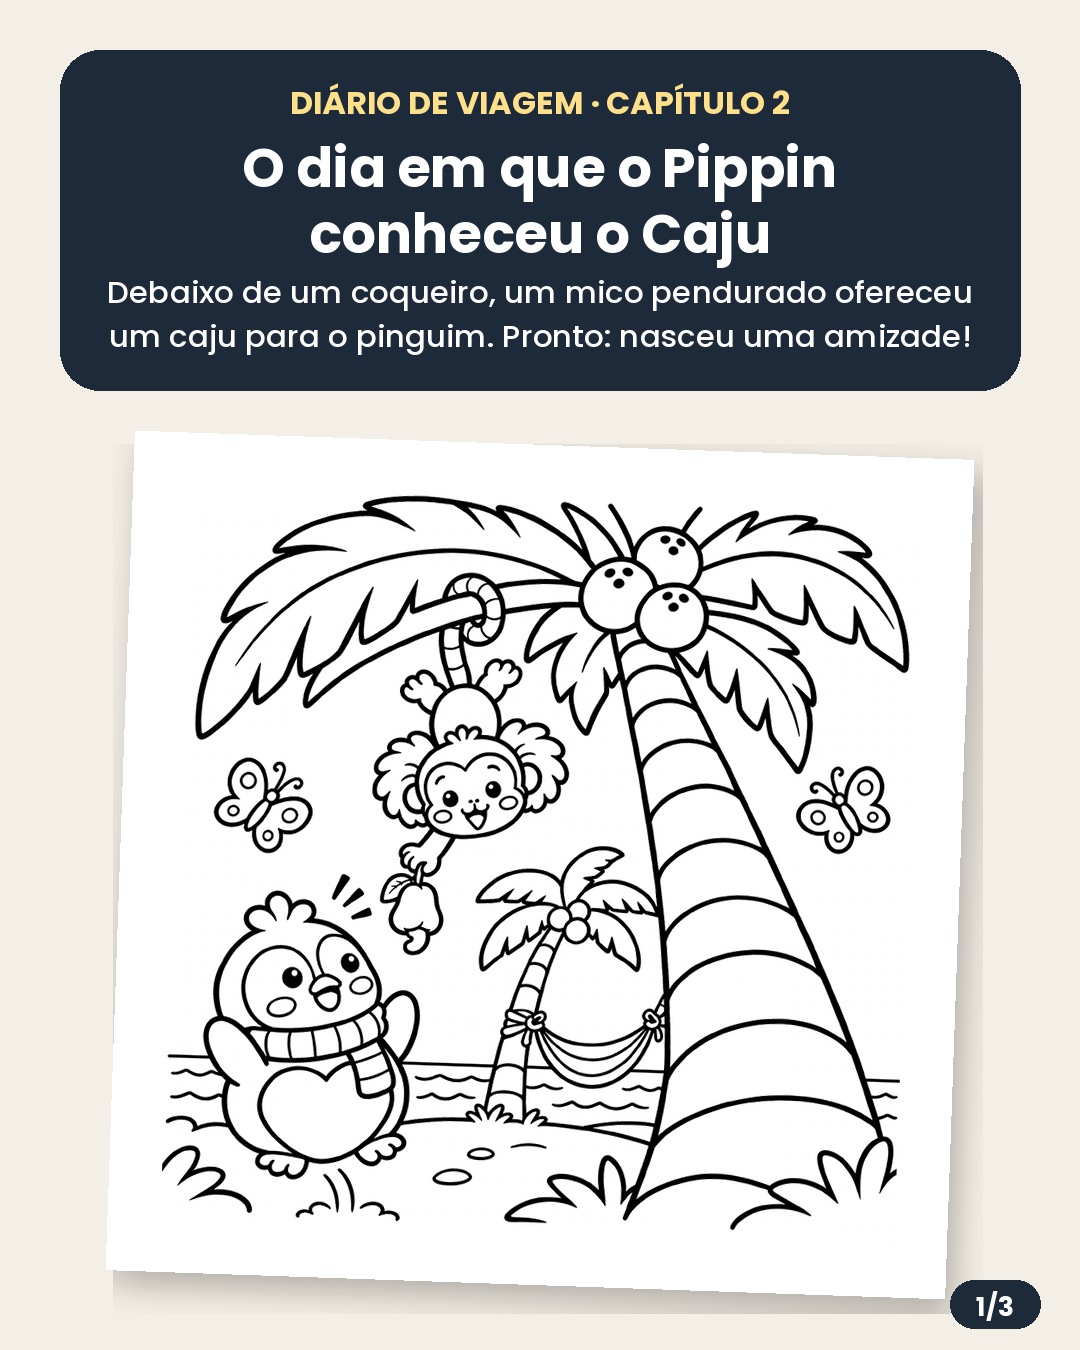 DIÁRIO DE VIAGEM · CAPÍTULO 2
O dia em que o Pippin
conheceu o Caju
Debaixo de um coqueiro, um mico pendurado ofereceu
um caju para o pinguim. Pronto: nasceu uma amizade!
1/3